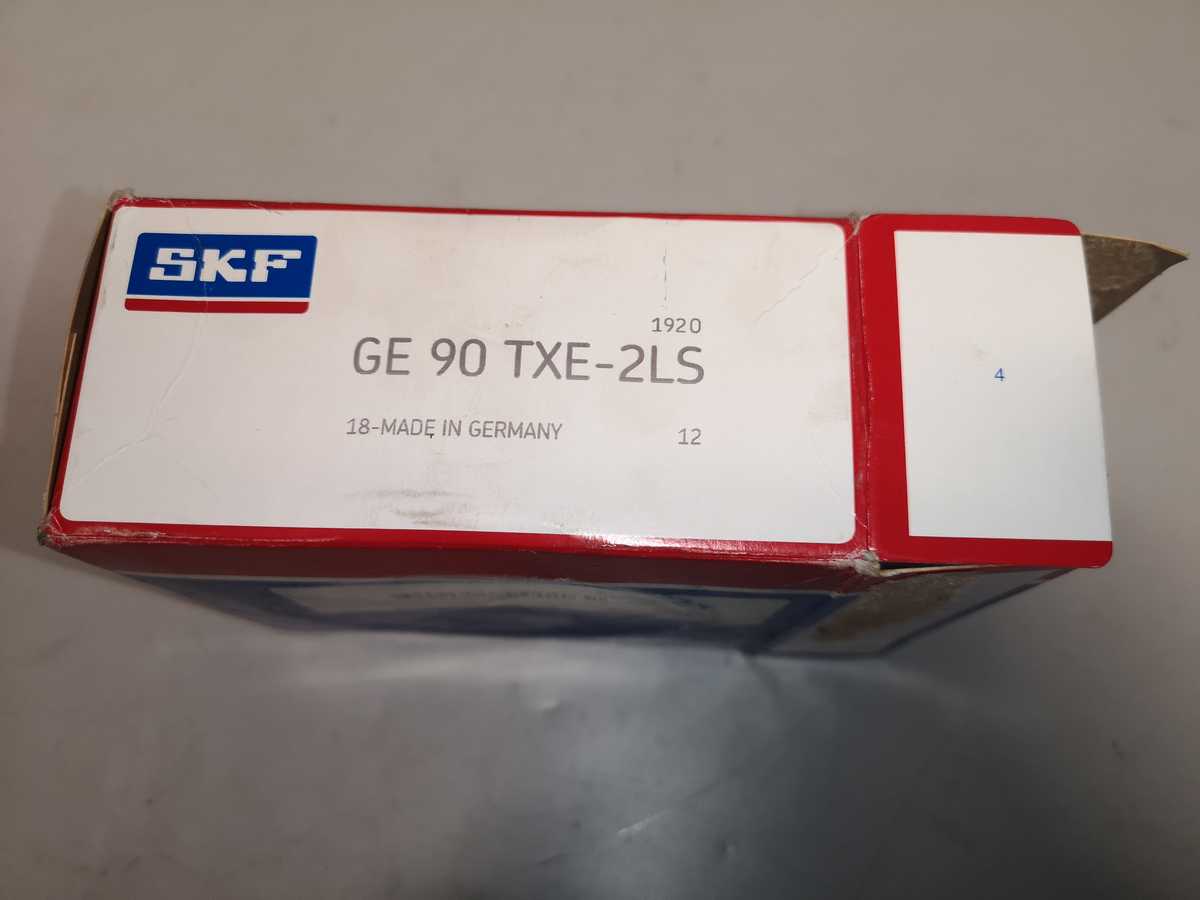 SKF
1920
GE 90 TXE-2LS
18-MADE IN GERMANY 12
4